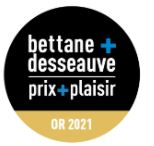 bettane +
desseauve
prix+plaisir
OR 2021